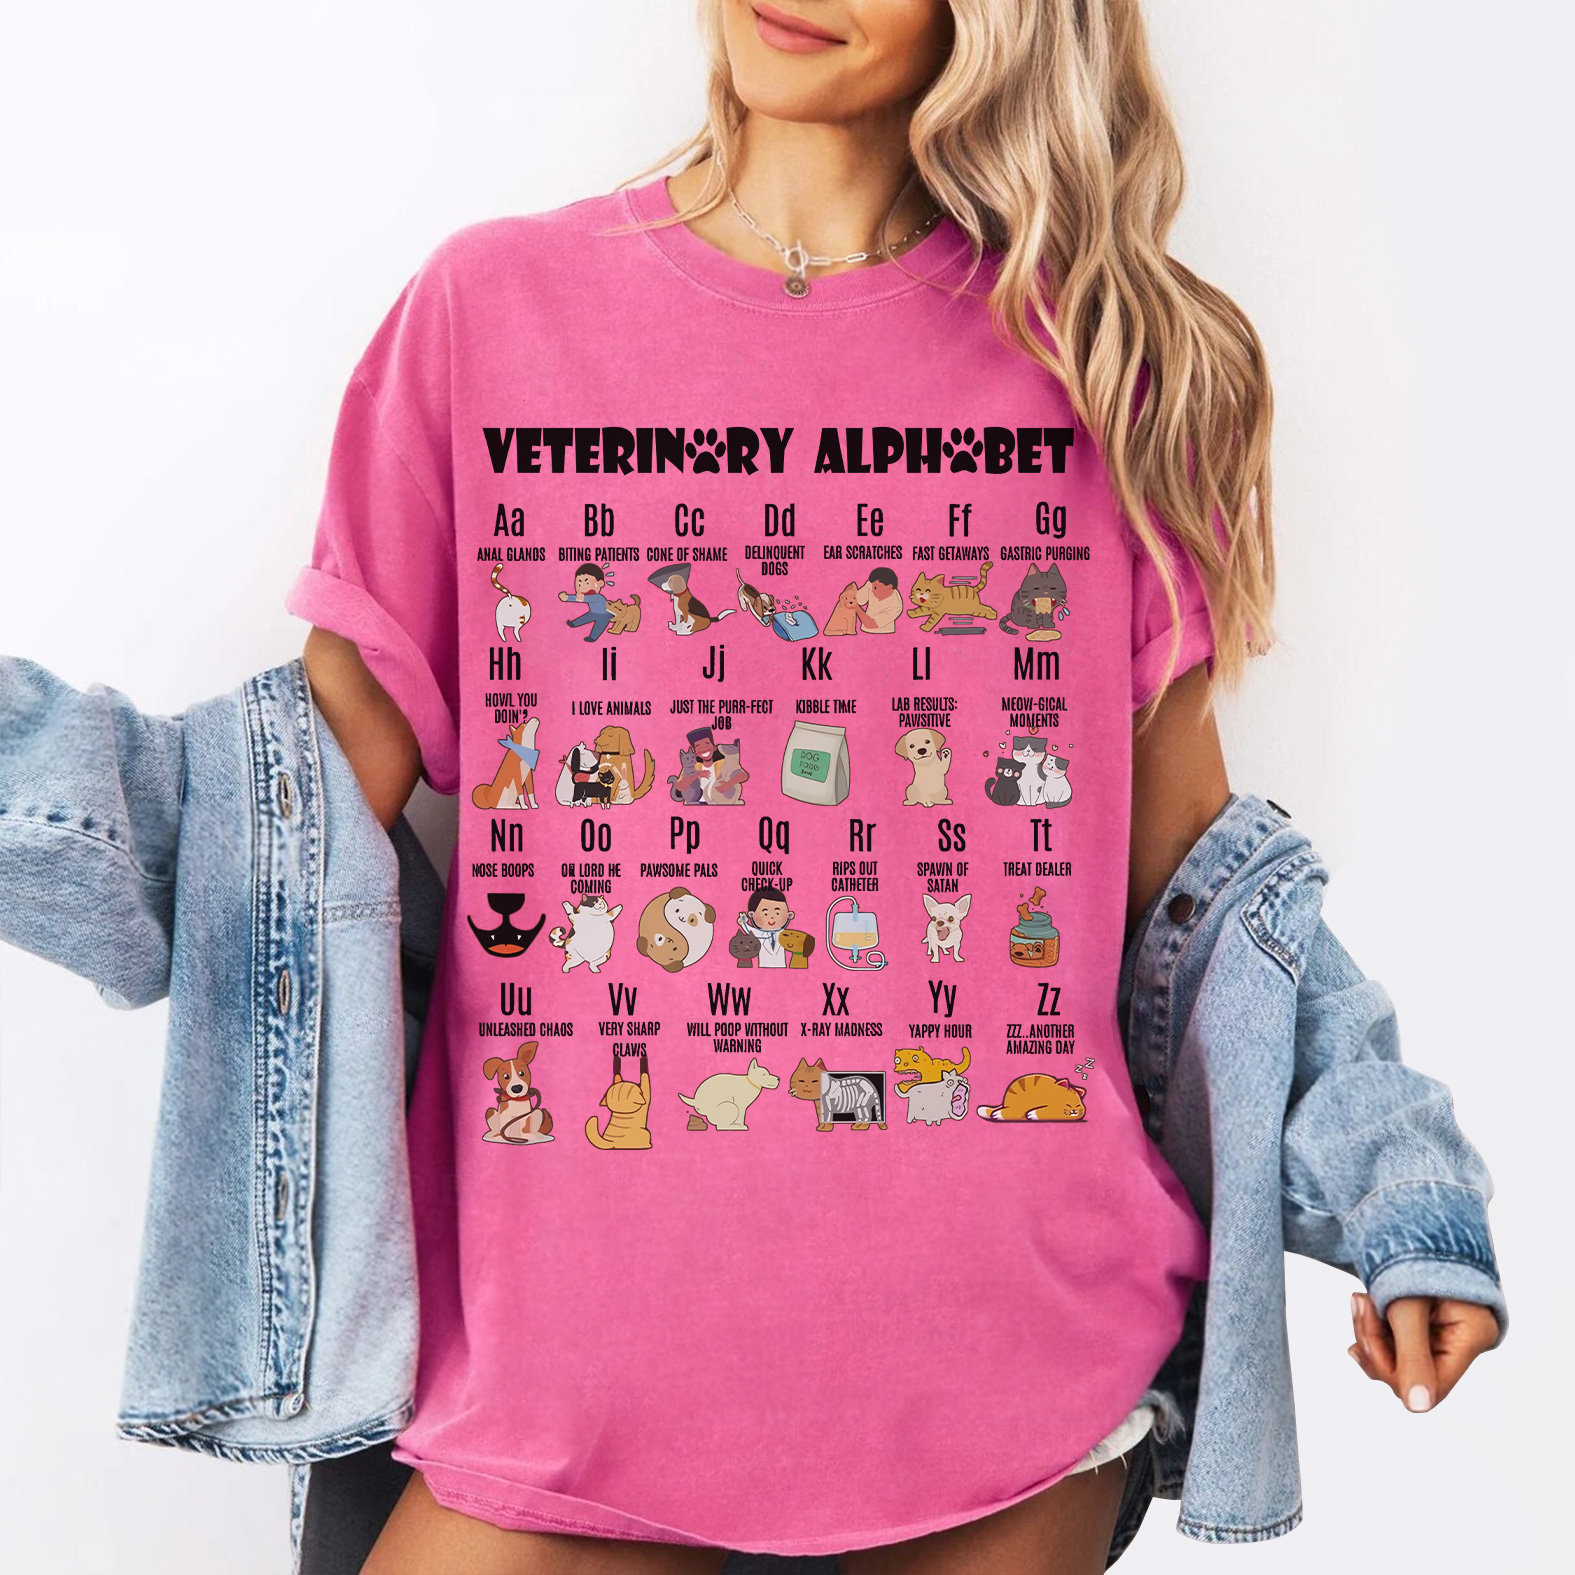 VETERINARY ALPHABET
Aa Bb Cc Dd Ee Ff Gg
ANAL GLANDS BITING PATIENTS CONE OF SHAME DELINQUENT DOGS EAR SCRATCHES FAST GETAWAYS GASTRIC PURGING
Hh Ii Jj Kk Ll Mm
HOWL YOU DOIN'? I LOVE ANIMALS JUST THE PURR-FECT JOB KIBBLE TIME LAB RESULTS: PAWSITIVE MEOW-GICAL MOMENTS
DOG
FOOD
Nn Oo Pp Qq Rr Ss Tt
NOSE BOOPS OH LORD HE COMING PAWSOME PALS QUICK CHECK-UP RIPS OUT CATHETER SPAWN OF SATAN TREAT DEALER
Uu Vv Ww Xx Yy Zz
UNLEASHED CHAOS VERY SHARP CLAWS WILL POOP WITHOUT WARNING X-RAY MADNESS YAPPY HOUR ZZZ..ANOTHER AMAZING DAY
Z Z Z